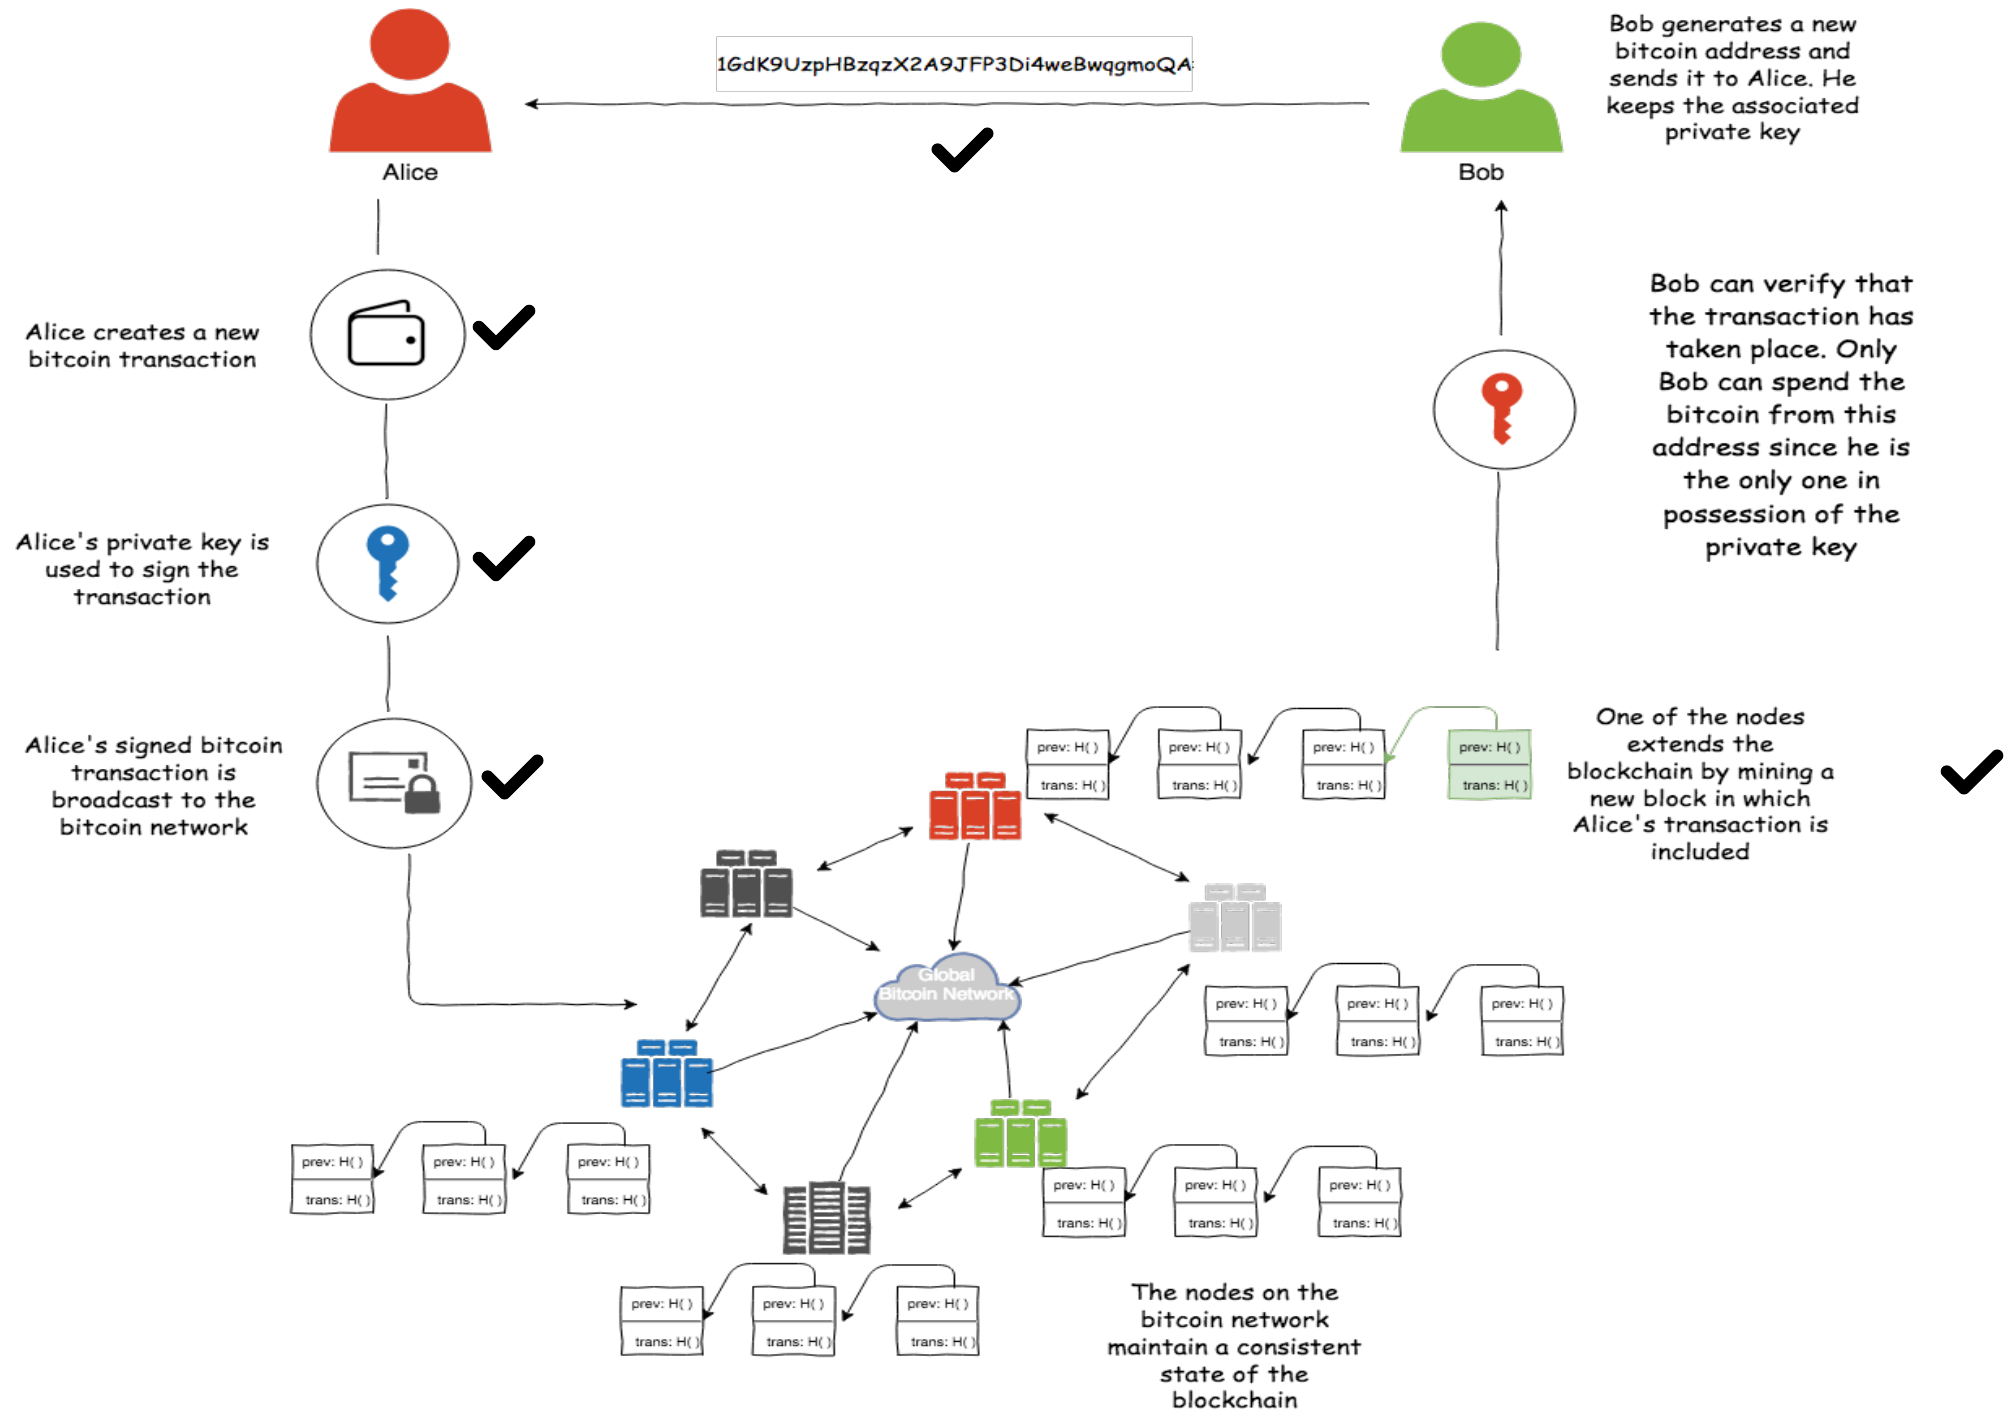 1GdK9UzpHBzqzX2A9JFP3Di4weBwqgmoQA
Bob generates a new
bitcoin address and
sends it to Alice. He
keeps the associated
private key
Alice
Bob
Alice creates a new
bitcoin transaction
Bob can verify that
the transaction has
taken place. Only
Bob can spend the
bitcoin from this
address since he is
the only one in
possession of the
private key
Alice's private key is
used to sign the
transaction
Alice's signed bitcoin
transaction is
broadcast to the
bitcoin network
prev: H( )
trans: H( )
prev: H( )
trans: H( )
prev: H( )
trans: H( )
prev: H( )
trans: H( )
One of the nodes
extends the
blockchain by mining a
new block in which
Alice's transaction is
included
Global
Bitcoin Network
prev: H( )
trans: H( )
prev: H( )
trans: H( )
prev: H( )
trans: H( )
prev: H( )
trans: H( )
prev: H( )
trans: H( )
prev: H( )
trans: H( )
prev: H( )
trans: H( )
prev: H( )
trans: H( )
prev: H( )
trans: H( )
prev: H( )
trans: H( )
prev: H( )
trans: H( )
prev: H( )
trans: H( )
The nodes on the
bitcoin network
maintain a consistent
state of the
blockchain